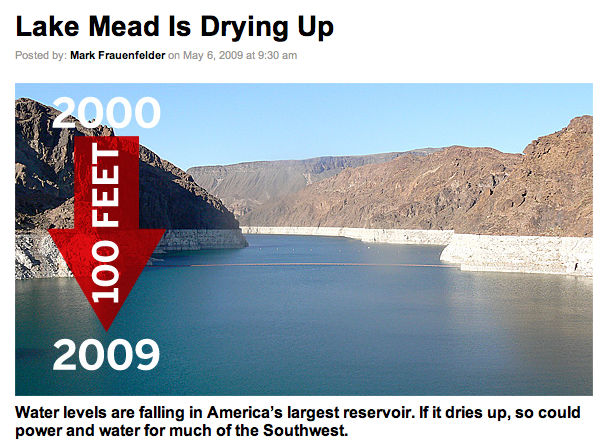 Lake Mead Is Drying Up
Posted by: Mark Frauenfelder on May 6, 2009 at 9:30 am
2000
100 FEET
2009
Water levels are falling in America's largest reservoir. If it dries up, so could
power and water for much of the Southwest.